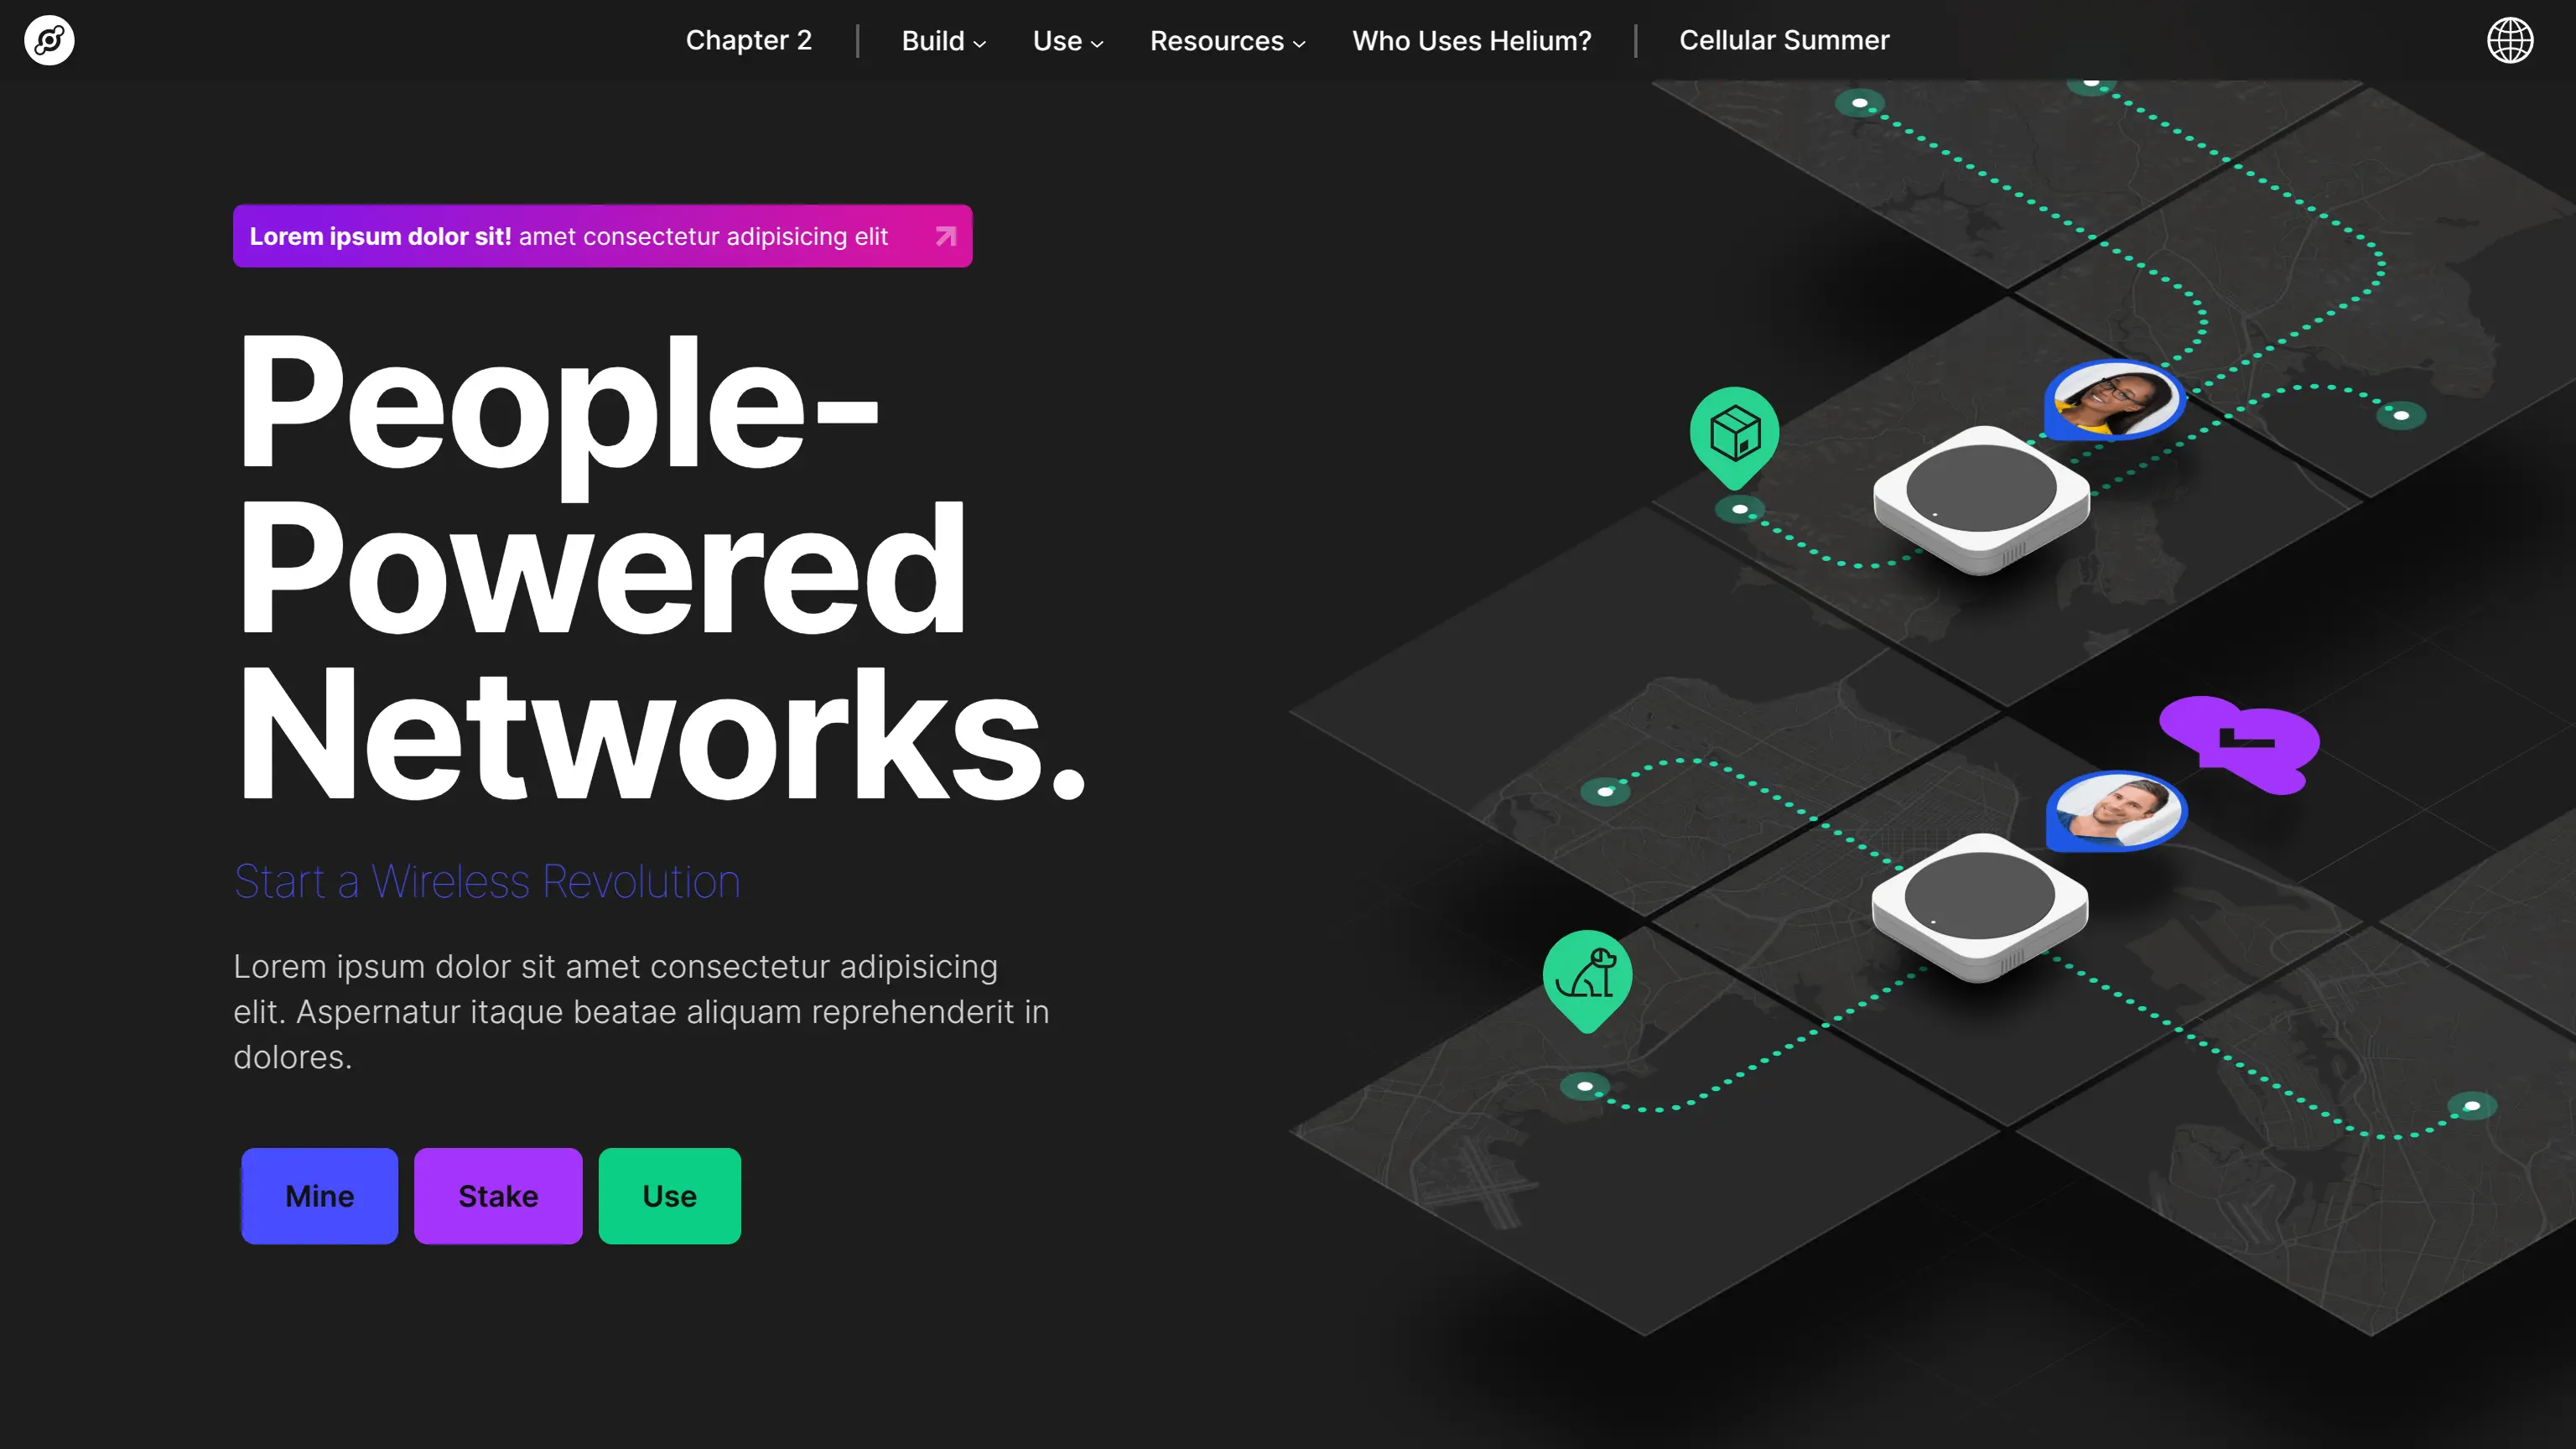 Chapter 2
Build
Use
Resources
Who Uses Helium?
Cellular Summer
Lorem ipsum dolor sit! amet consectetur adipisicing elit
People-
Powered
Networks.
Start a Wireless Revolution
Lorem ipsum dolor sit amet consectetur adipisicing
elit. Aspernatur itaque beatae aliquam reprehenderit in
dolores.
Mine
Stake
Use